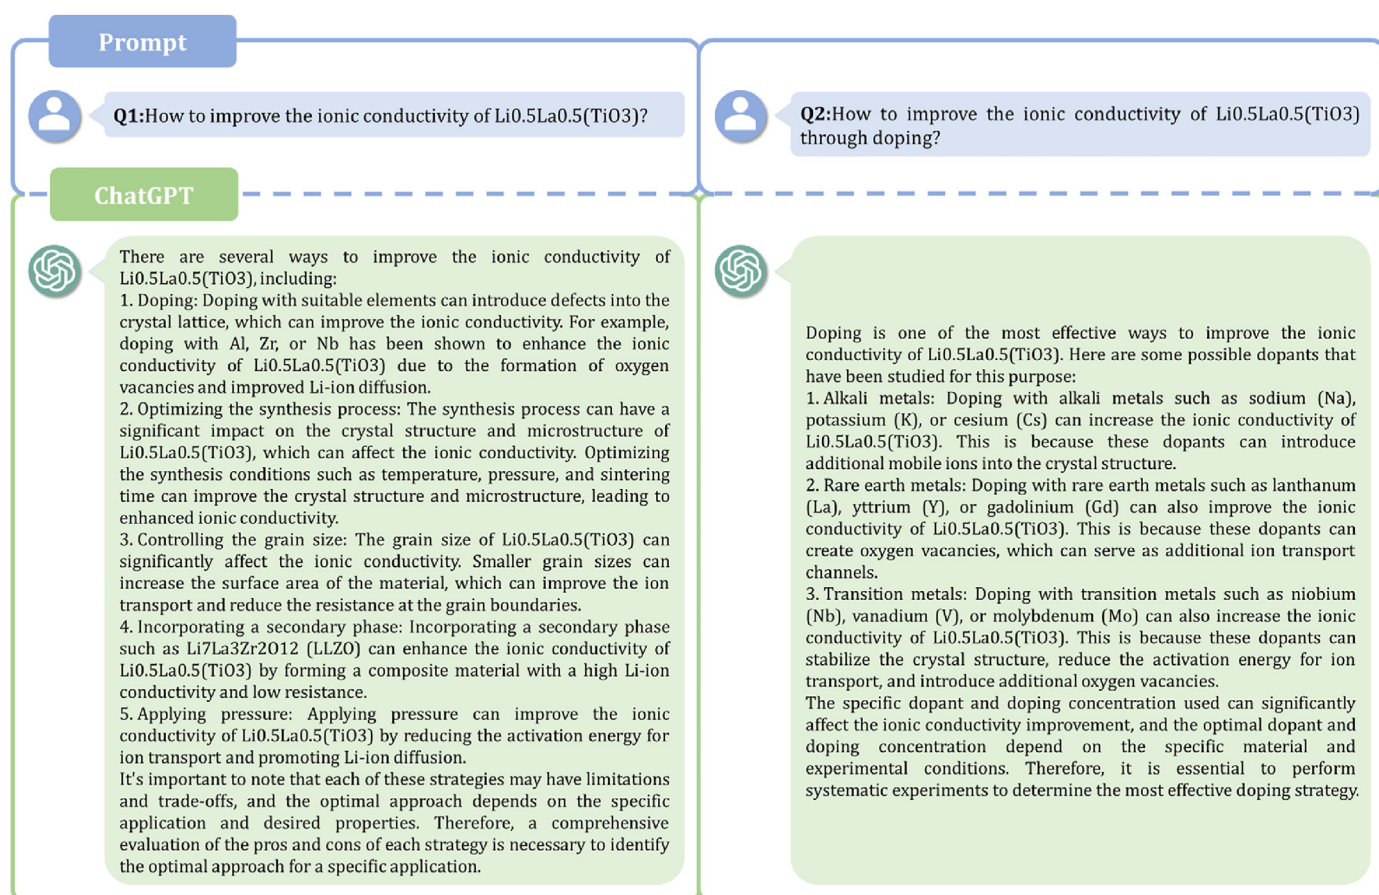 Prompt
Q1:How to improve the ionic conductivity of Li0.5La0.5(TiO3)?
Q2:How to improve the ionic conductivity of Li0.5La0.5(TiO3)
through doping?
ChatGPT
There are several ways to improve the ionic conductivity of
Li0.5La0.5(TiO3), including:
1. Doping: Doping with suitable elements can introduce defects into the
crystal lattice, which can improve the ionic conductivity. For example,
doping with Al, Zr, or Nb has been shown to enhance the ionic
conductivity of Li0.5La0.5(TiO3) due to the formation of oxygen
vacancies and improved Li-ion diffusion.
2. Optimizing the synthesis process: The synthesis process can have a
significant impact on the crystal structure and microstructure of
Li0.5La0.5(TiO3), which can affect the ionic conductivity. Optimizing
the synthesis conditions such as temperature, pressure, and sintering
time can improve the crystal structure and microstructure, leading to
enhanced ionic conductivity.
3. Controlling the grain size: The grain size of Li0.5La0.5(TiO3) can
significantly affect the ionic conductivity. Smaller grain sizes can
increase the surface area of the material, which can improve the ion
transport and reduce the resistance at the grain boundaries.
4. Incorporating a secondary phase: Incorporating a secondary phase
such as Li7La3Zr2O12 (LLZO) can enhance the ionic conductivity of
Li0.5La0.5(TiO3) by forming a composite material with a high Li-ion
conductivity and low resistance.
5. Applying pressure: Applying pressure can improve the ionic
conductivity of Li0.5La0.5(TiO3) by reducing the activation energy for
ion transport and promoting Li-ion diffusion.
It's important to note that each of these strategies may have limitations
and trade-offs, and the optimal approach depends on the specific
application and desired properties. Therefore, a comprehensive
evaluation of the pros and cons of each strategy is necessary to identify
the optimal approach for a specific application.
Doping is one of the most effective ways to improve the ionic
conductivity of Li0.5La0.5(TiO3). Here are some possible dopants that
have been studied for this purpose:
1. Alkali metals: Doping with alkali metals such as sodium (Na),
potassium (K), or cesium (Cs) can increase the ionic conductivity of
Li0.5La0.5(TiO3). This is because these dopants can introduce
additional mobile ions into the crystal structure.
2. Rare earth metals: Doping with rare earth metals such as lanthanum
(La), yttrium (Y), or gadolinium (Gd) can also improve the ionic
conductivity of Li0.5La0.5(TiO3). This is because these dopants can
create oxygen vacancies, which can serve as additional ion transport
channels.
3. Transition metals: Doping with transition metals such as niobium
(Nb), vanadium (V), or molybdenum (Mo) can also increase the ionic
conductivity of Li0.5La0.5(TiO3). This is because these dopants can
stabilize the crystal structure, reduce the activation energy for ion
transport, and introduce additional oxygen vacancies.
The specific dopant and doping concentration used can significantly
affect the ionic conductivity improvement, and the optimal dopant and
doping concentration depend on the specific material and
experimental conditions. Therefore, it is essential to perform
systematic experiments to determine the most effective doping strategy.